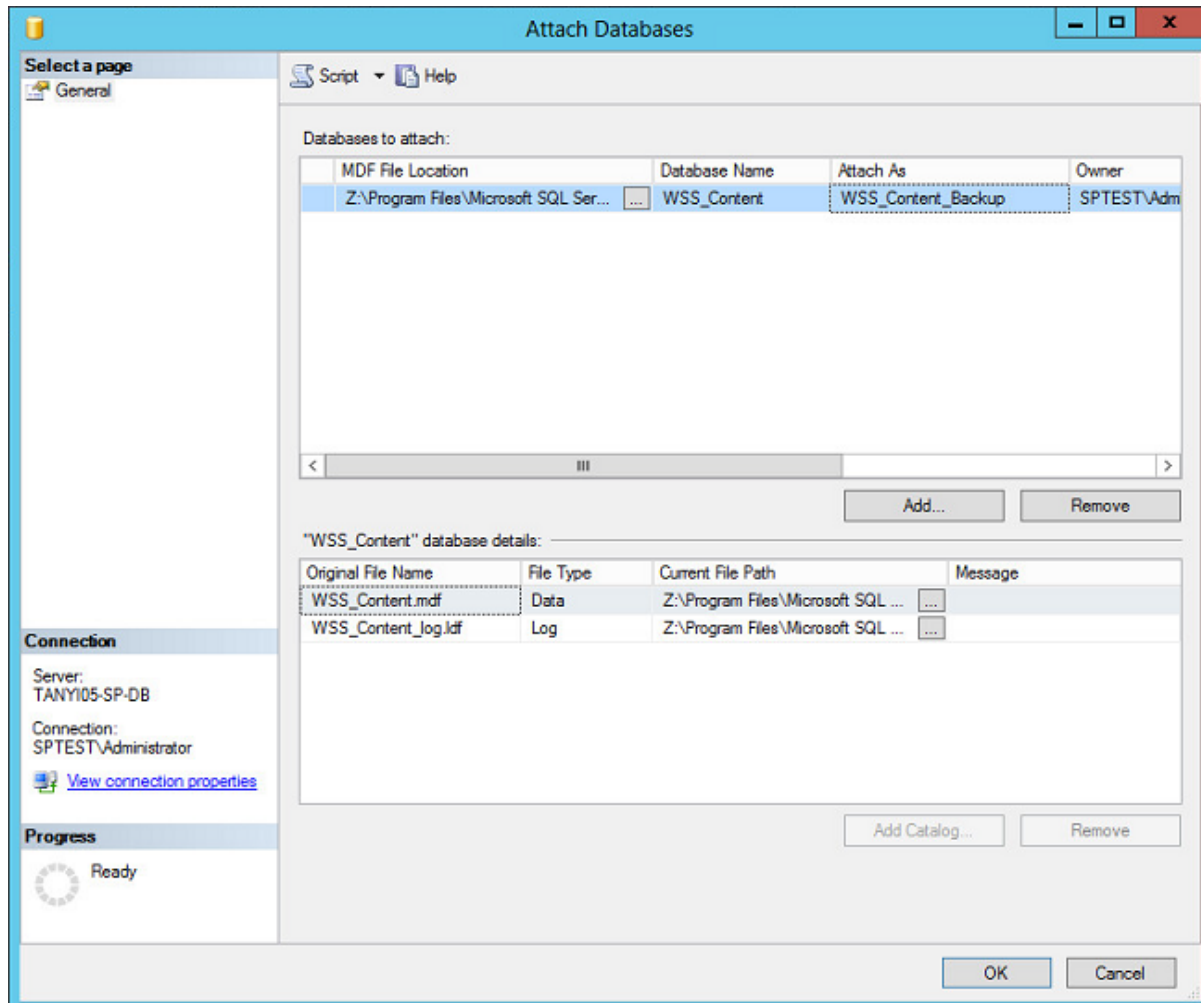 Attach Databases
Select a page
General
Script Help
Databases to attach:
MDF File Location Database Name Attach As Owner
Z:\Program Files\Microsoft SQL Ser... ... WSS_Content WSS_Content_Backup SPTEST\Adm
Add... Remove
"WSS_Content" database details:
Original File Name File Type Current File Path Message
WSS_Content.mdf Data Z:\Program Files\Microsoft SQL ... ...
WSS_Content_log.ldf Log Z:\Program Files\Microsoft SQL ... ...
Add Catalog... Remove
Connection
Server:
TANYI05-SP-DB
Connection:
SPTEST\Administrator
View connection properties
Progress
Ready
OK Cancel